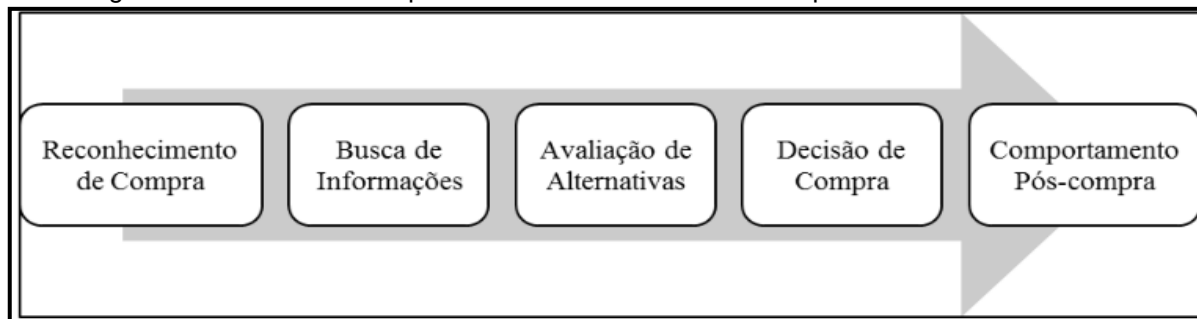 Reconhecimento
de Compra
Busca de
Informações
Avaliação de
Alternativas
Decisão de
Compra
Comportamento
Pós-compra